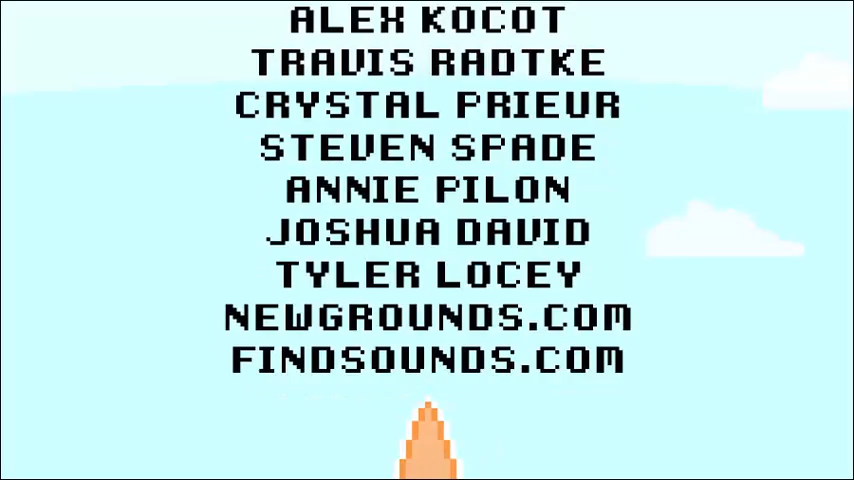 ALEX KOCOT
TRAVIS RADTKE
CRYSTAL PRIEUR
STEVEN SPADE
ANNIE PILON
JOSHUA DAVID
TYLER LOCEY
NEWGROUNDS.COM
FINDSOUNDS.COM